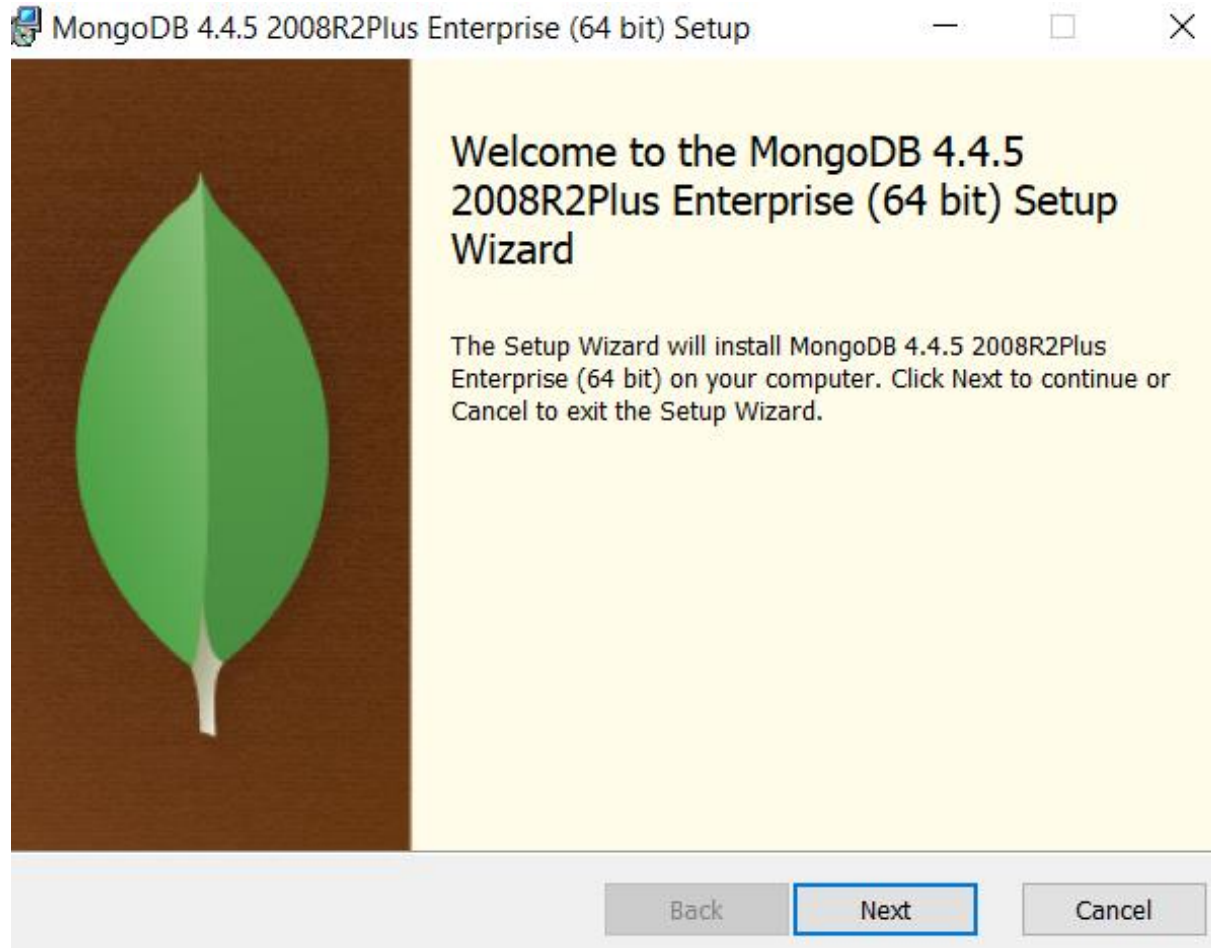 MongoDB 4.4.5 2008R2Plus Enterprise (64 bit) Setup
Welcome to the MongoDB 4.4.5
2008R2Plus Enterprise (64 bit) Setup
Wizard
The Setup Wizard will install MongoDB 4.4.5 2008R2Plus
Enterprise (64 bit) on your computer. Click Next to continue or
Cancel to exit the Setup Wizard.
Back Next Cancel